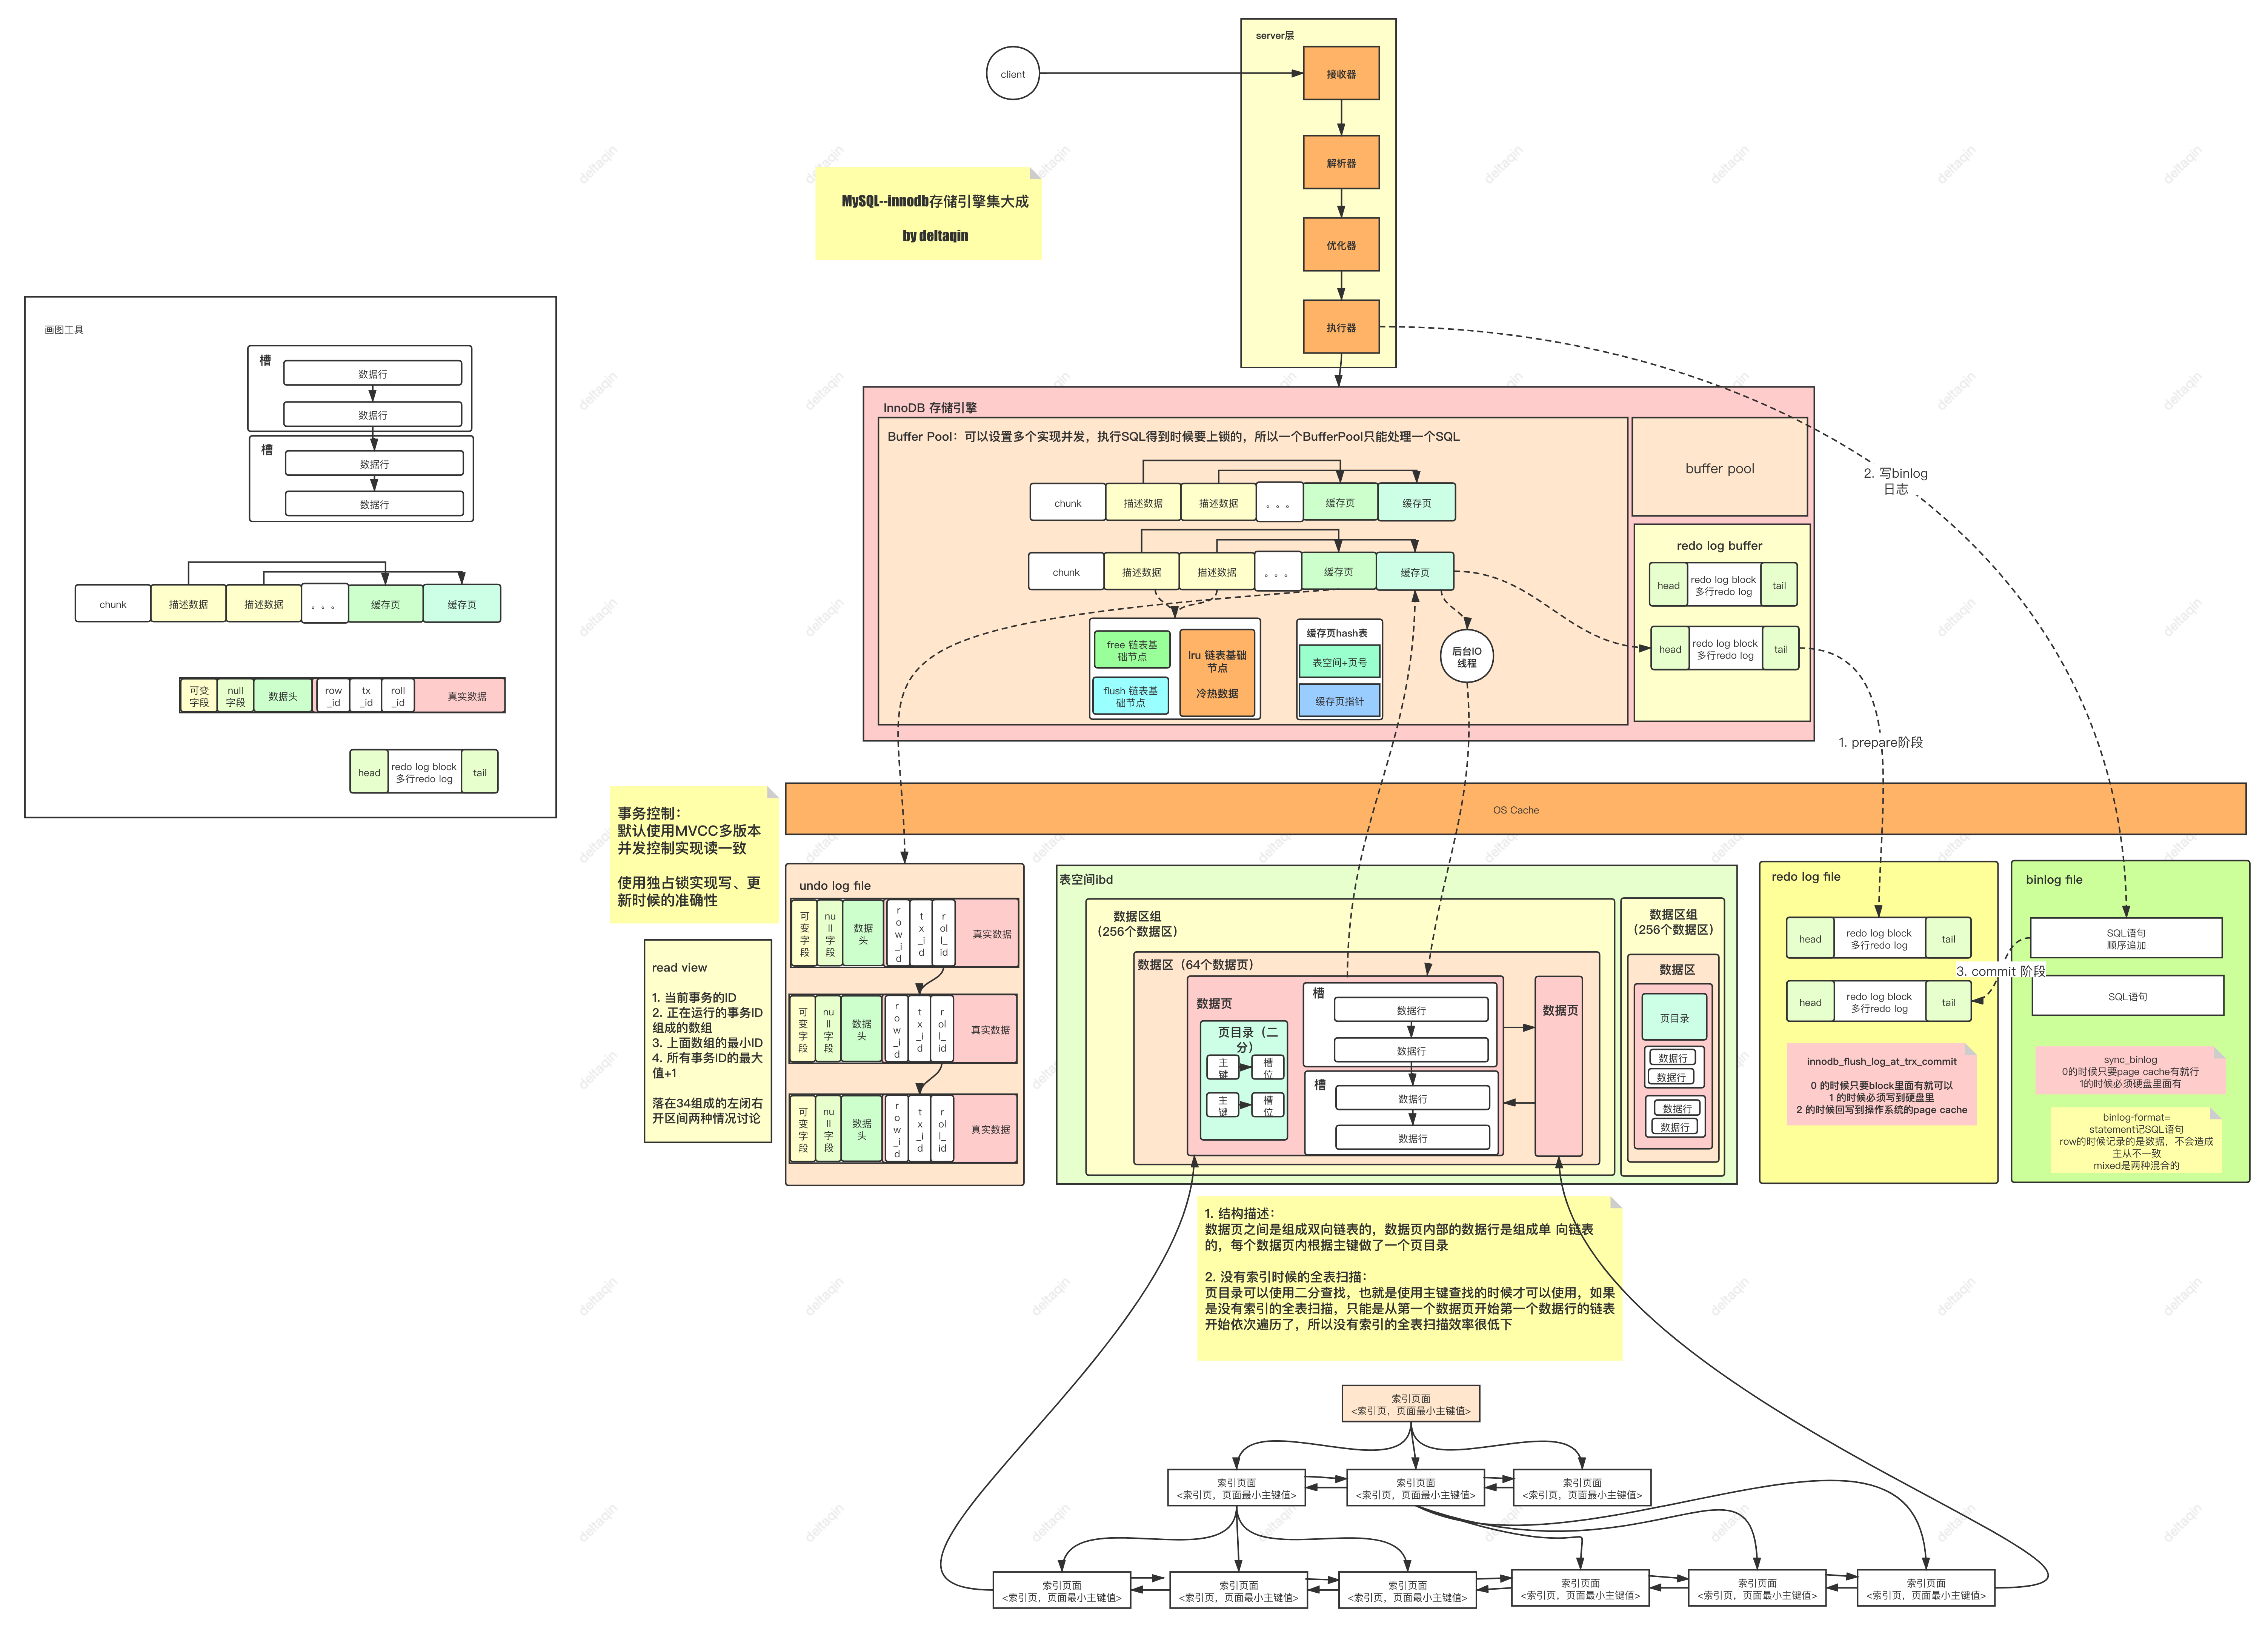 server层
client
接收器
解析器
优化器
执行器
MySQL--innodb存储引擎集大成
by deltaqin
画图工具
槽
数据行
数据行
槽
数据行
数据行
chunk
描述数据
描述数据
。。。
缓存页
缓存页
可变
字段
null
字段
数据头
row
_id
tx
_id
roll
_id
真实数据
head
redo log block
多行redo log
tail
InnoDB 存储引擎
Buffer Pool：可以设置多个实现并发，执行SQL得到时候要上锁的，所以一个BufferPool只能处理一个SQL
chunk
描述数据
描述数据
。。。
缓存页
缓存页
chunk
描述数据
描述数据
。。。
缓存页
缓存页
free 链表基
础节点
flush 链表基
础节点
lru 链表基础
节点
冷热数据
缓存页hash表
表空间+页号
缓存页指针
后台IO
线程
buffer pool
redo log buffer
head
redo log block
多行redo log
tail
head
redo log block
多行redo log
tail
2. 写binlog
日志
1. prepare阶段
OS Cache
事务控制：
默认使用MVCC多版本
并发控制实现读一致
使用独占锁实现写、更
新时候的准确性
read view
1. 当前事务的ID
2. 正在运行的事务ID
组成的数组
3. 上面数组的最小ID
4. 所有事务ID的最大
值+1
落在34组成的左闭右
开区间两种情况讨论
undo log file
可
变
字
段
nu
ll
字
段
数据
头
r
o
w
_i
d
t
x
_i
d
r
ol
l_
id
真实数据
可
变
字
段
nu
ll
字
段
数据
头
r
o
w
_i
d
t
x
_i
d
r
ol
l_
id
真实数据
可
变
字
段
nu
ll
字
段
数据
头
r
o
w
_i
d
t
x
_i
d
r
ol
l_
id
真实数据
表空间ibd
数据区组
（256个数据区）
数据区（64个数据页）
数据页
页目录（二
分）
主
键
槽
位
主
键
槽
位
槽
数据行
数据行
槽
数据行
数据行
数据页
数据区组
（256个数据区）
数据区
页目录
数据行
数据行
数据行
数据行
redo log file
head
redo log block
多行redo log
tail
head
redo log block
多行redo log
tail
innodb_flush_log_at_trx_commit
0 的时候只要block里面有就可以
1 的时候必须写到硬盘里
2 的时候回写到操作系统的page cache
3. commit 阶段
binlog file
SQL语句
顺序追加
SQL语句
sync_binlog
0的时候只要page cache有就行
1的时候必须硬盘里面有
binlog-format=
statement记SQL语句
row的时候记录的是数据，不会造成
主从不一致
mixed是两种混合的
1. 结构描述：
数据页之间是组成双向链表的，数据页内部的数据行是组成单 向链表
的，每个数据页内根据主键做了一个页目录
2. 没有索引时候的全表扫描：
页目录可以使用二分查找，也就是使用主键查找的时候才可以使用，如果
是没有索引的全表扫描，只能是从第一个数据页开始第一个数据行的链表
开始依次遍历了，所以没有索引的全表扫描效率很低下
索引页面
<索引页，页面最小主键值>
索引页面
<索引页，页面最小主键值>
索引页面
<索引页，页面最小主键值>
索引页面
<索引页，页面最小主键值>
索引页面
<索引页，页面最小主键值>
索引页面
<索引页，页面最小主键值>
索引页面
<索引页，页面最小主键值>
索引页面
<索引页，页面最小主键值>
索引页面
<索引页，页面最小主键值>
索引页面
<索引页，页面最小主键值>
deltaqin